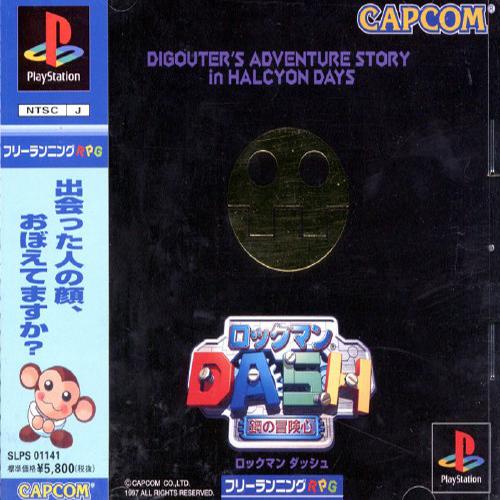 PlayStation
NTSC J
フリーランニングRPG
出会った人の顔、
おぼえてますか?
SLPS 01141
標準価格¥5,800(税抜)
CAPCOM
CAPCOM
DIGOUTER'S ADVENTURE STORY
in HALCYON DAYS
ロックマン
DASH
鋼の冒険心
ロックマン ダッシュ
©CAPCOM CO.,LTD.
1997 ALL RIGHTS RESERVED.
フリーランニングRPG
PlayStation